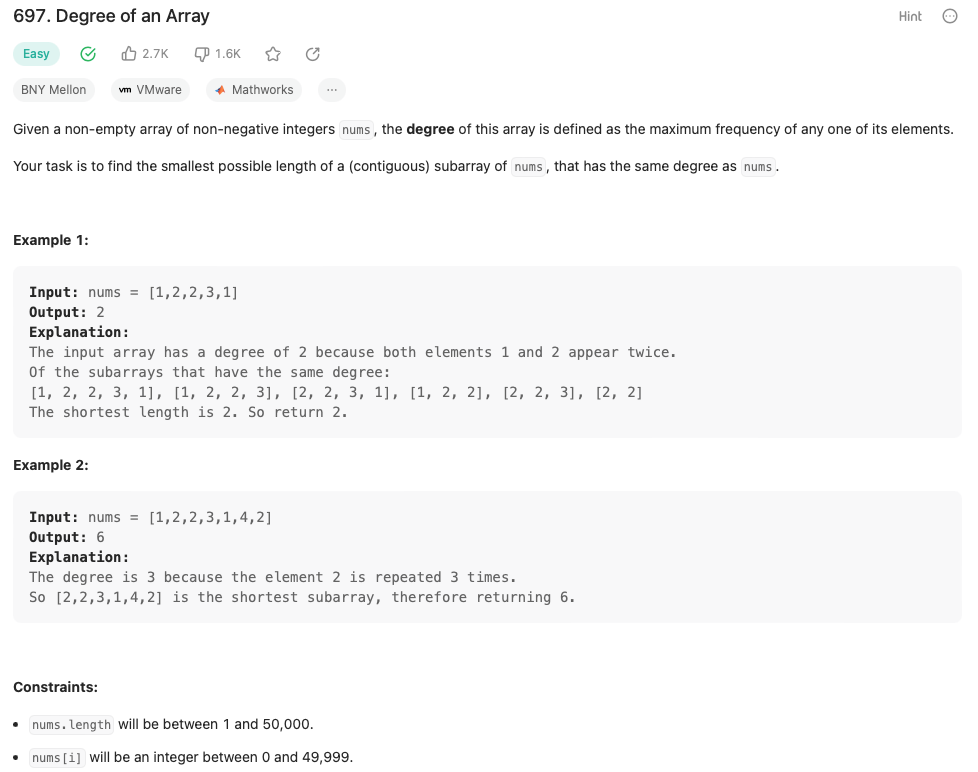 697. Degree of an Array
Hint
Easy 2.7K 1.6K
BNY Mellon vm VMware Mathworks ...
Given a non-empty array of non-negative integers nums, the degree of this array is defined as the maximum frequency of any one of its elements.
Your task is to find the smallest possible length of a (contiguous) subarray of nums, that has the same degree as nums.
Example 1:
Input: nums = [1,2,2,3,1]
Output: 2
Explanation:
The input array has a degree of 2 because both elements 1 and 2 appear twice.
Of the subarrays that have the same degree:
[1, 2, 2, 3, 1], [1, 2, 2, 3], [2, 2, 3, 1], [1, 2, 2], [2, 2, 3], [2, 2]
The shortest length is 2. So return 2.
Example 2:
Input: nums = [1,2,2,3,1,4,2]
Output: 6
Explanation:
The degree is 3 because the element 2 is repeated 3 times.
So [2,2,3,1,4,2] is the shortest subarray, therefore returning 6.
Constraints:
• nums.length will be between 1 and 50,000.
• nums[i] will be an integer between 0 and 49,999.